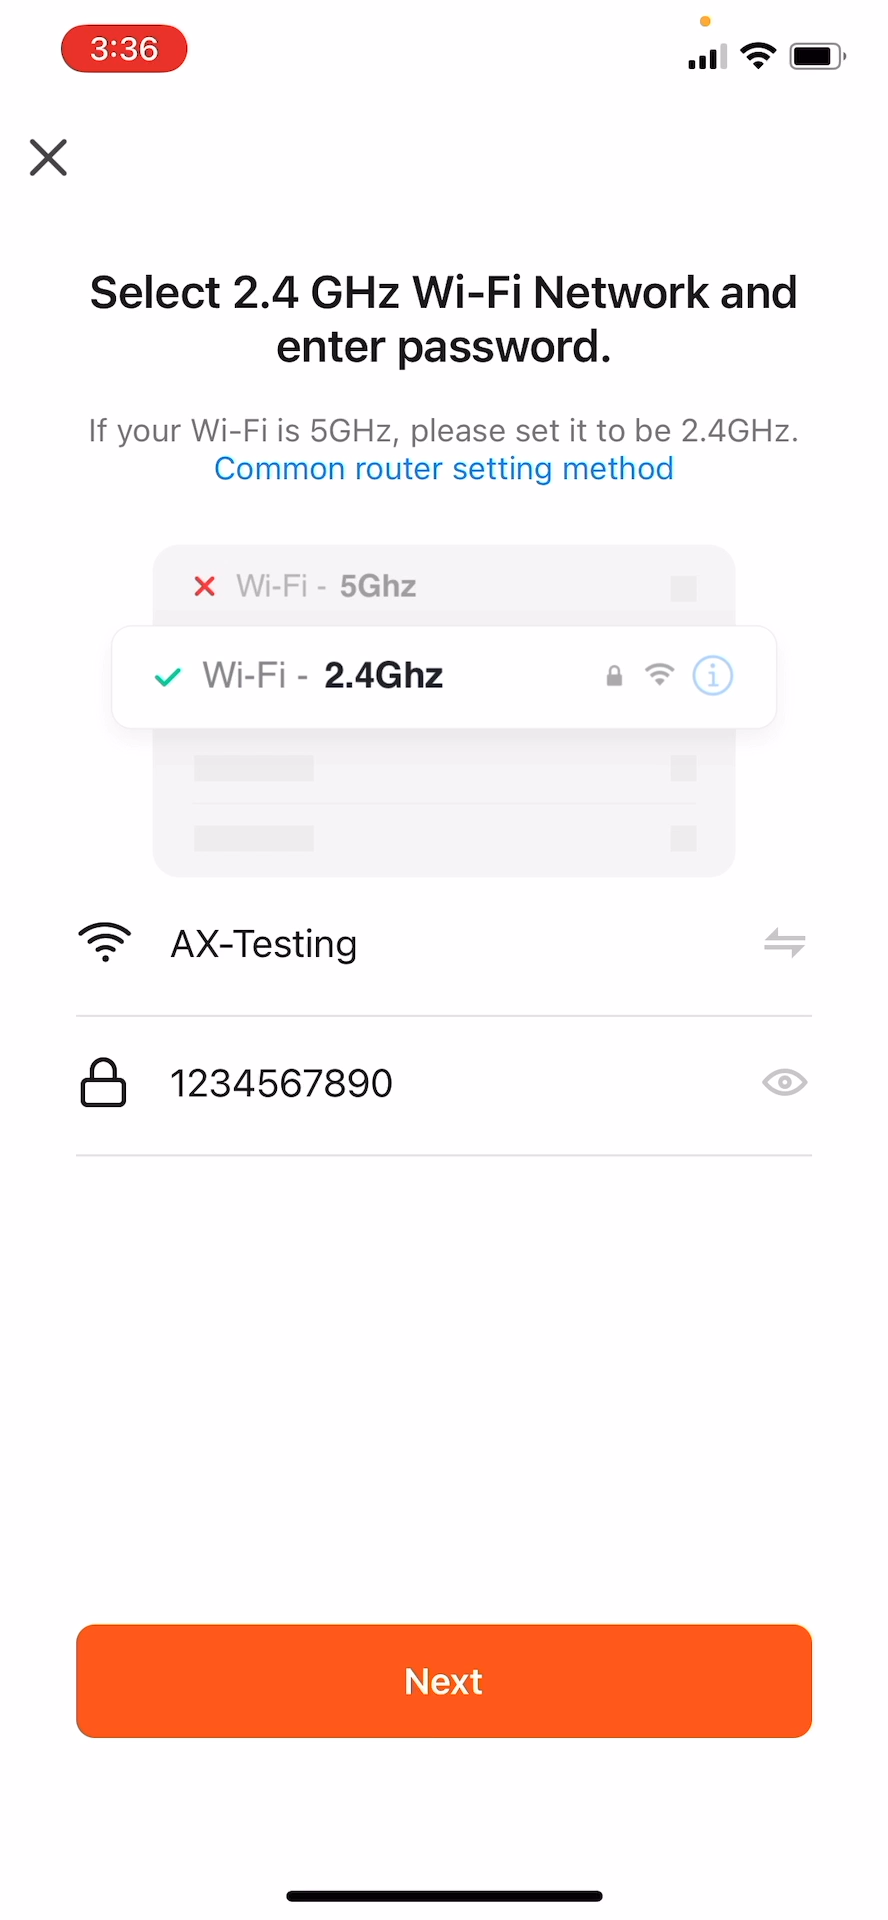 3:36
Select 2.4 GHz Wi-Fi Network and
enter password.
If your Wi-Fi is 5GHz, please set it to be 2.4GHz.
Common router setting method
Wi-Fi - 5Ghz
Wi-Fi - 2.4Ghz
AX-Testing
1234567890
Next